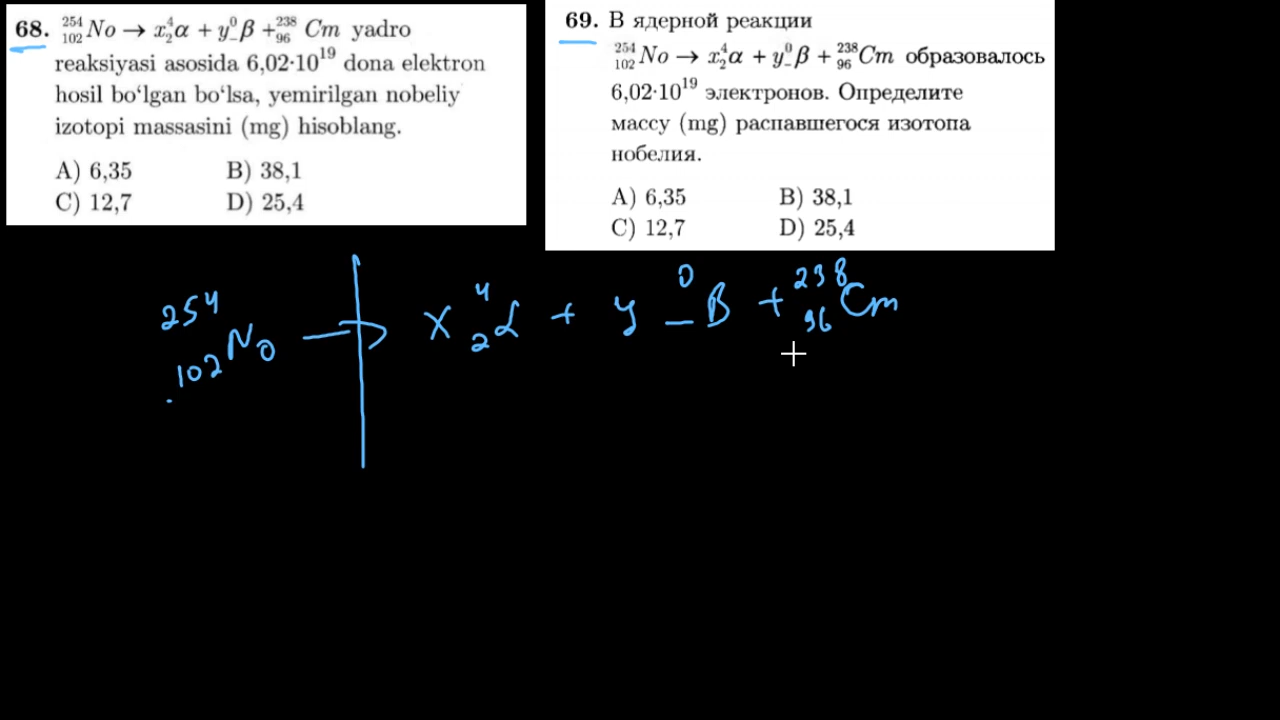 68. ²⁵⁴₁₀₂No → x⁴₂α + y⁰₋β +²³⁸₉₆ Cm yadro
reaksiyasi asosida 6,02·10¹⁹ dona elektron
hosil bo‘lgan bo‘lsa, yemirilgan nobeliy
izotopi massasini (mg) hisoblang.
A) 6,35 B) 38,1
C) 12,7 D) 25,4
69. В ядерной реакции
²⁵⁴₁₀₂No → x⁴₂α + y⁰₋β + ²³⁸₉₆Cm образовалось
6,02·10¹⁹ электронов. Определите
массу (mg) распавшегося изотопа
нобелия.
A) 6,35 B) 38,1
C) 12,7 D) 25,4
²⁵⁴₁₀₂No → x ⁴₂α + y ⁰₋β + ²³⁸₉₆Cm